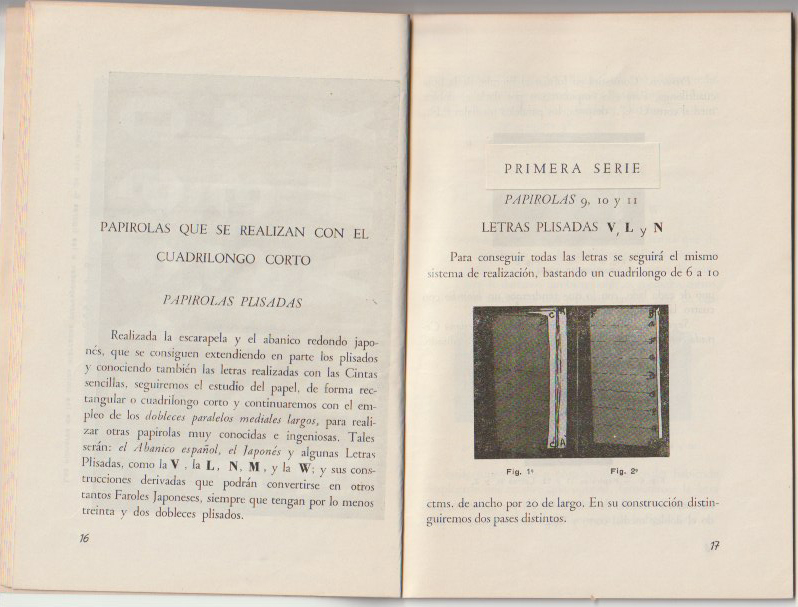 PAPIROLAS QUE SE REALIZAN CON EL
CUADRILONGO CORTO
PAPIROLAS PLISADAS
Realizada la escarapela y el abanico redondo japo-
nés, que se consiguen extendiendo en parte los plisados
y conociendo también las letras realizadas con las Cintas
sencillas, seguiremos el estudio del papel, de forma rec-
tangular o cuadrilongo corto y continuaremos con el em-
pleo de los dobleces paralelos mediales largos, para reali-
zar otras papirolas muy conocidas e ingeniosas. Tales
serán: el Abanico español, el Japonés y algunas Letras
Plisadas, como la V, la L, N, M, y la W; y sus cons-
trucciones derivadas que podrán convertirse en otros
tantos Faroles Japoneses, siempre que tengan por lo menos
treinta y dos dobleces plisados.
16
PRIMERA SERIE
PAPIROLAS 9, 10 y 11
LETRAS PLISADAS V, L y N
Para conseguir todas las letras se seguirá el mismo
sistema de realización, bastando un cuadrilongo de 6 a 10
Fig. 1ª
Fig. 2ª
ctms. de ancho por 20 de largo. En su construcción distin-
guiremos dos pases distintos.
17